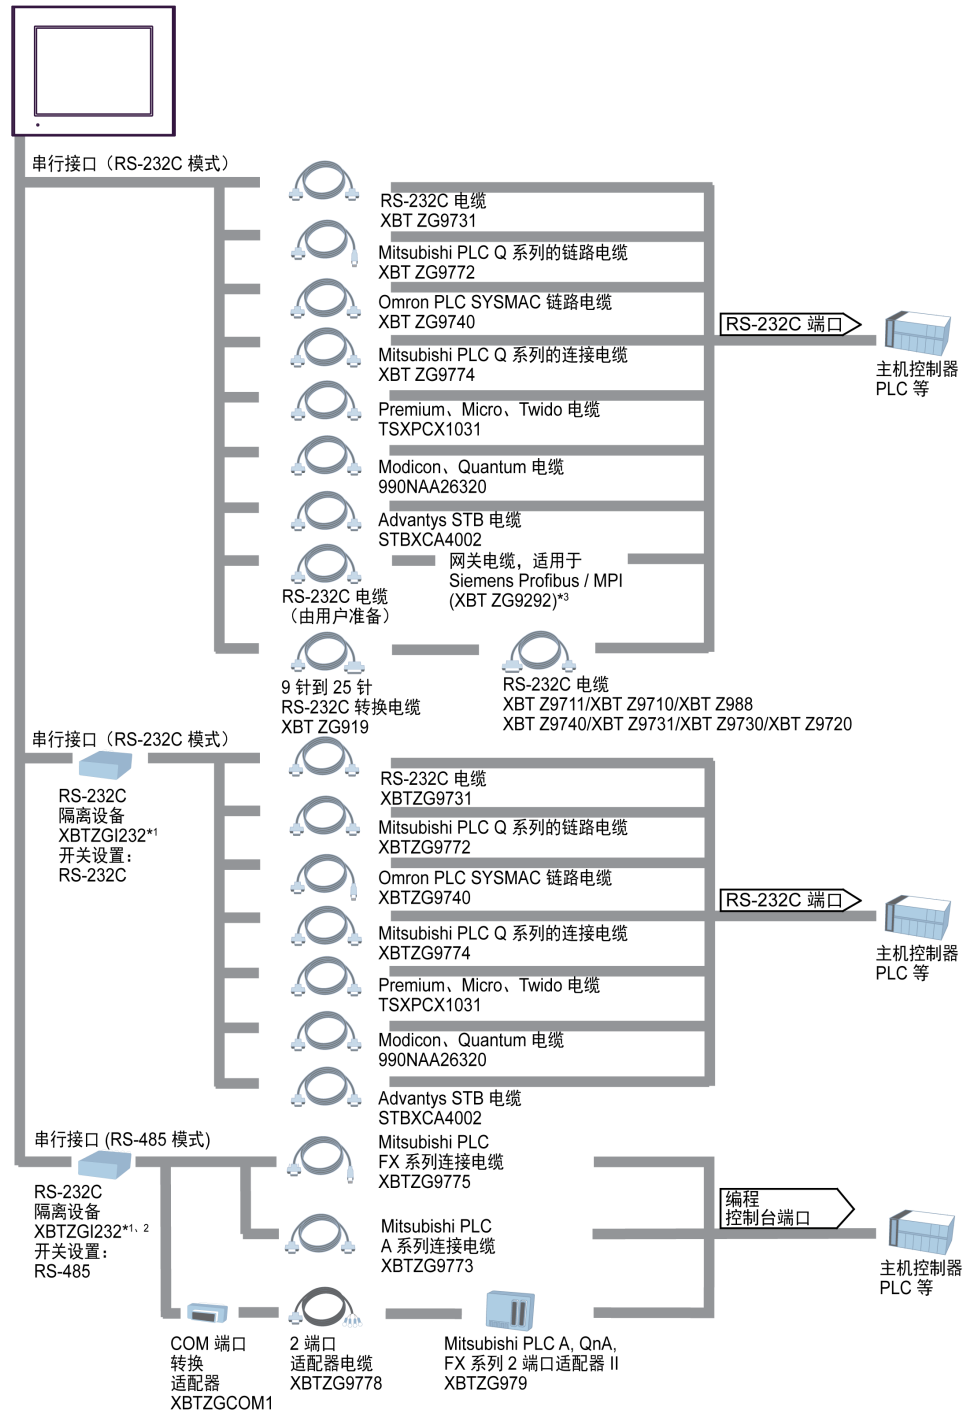 串行接口（RS-232C 模式）
RS-232C 电缆
XBT ZG9731
Mitsubishi PLC Q 系列的链路电缆
XBT ZG9772
Omron PLC SYSMAC 链路电缆
XBT ZG9740
Mitsubishi PLC Q 系列的连接电缆
XBT ZG9774
Premium、Micro、Twido 电缆
TSXPCX1031
Modicon、Quantum 电缆
990NAA26320
Advantys STB 电缆
STBXCA4002
RS-232C 电缆
（由用户准备）
网关电缆，适用于
Siemens Profibus / MPI
(XBT ZG9292)*3
9 针到 25 针
RS-232C 转换电缆
XBT ZG919
RS-232C 电缆
XBT Z9711/XBT Z9710/XBT Z988
XBT Z9740/XBT Z9731/XBT Z9730/XBT Z9720
RS-232C 端口
主机控制器
PLC 等
串行接口（RS-232C 模式）
RS-232C
隔离设备
XBTZGI232*1
开关设置：
RS-232C
RS-232C 电缆
XBTZG9731
Mitsubishi PLC Q 系列的链路电缆
XBTZG9772
Omron PLC SYSMAC 链路电缆
XBTZG9740
Mitsubishi PLC Q 系列的连接电缆
XBTZG9774
Premium、Micro、Twido 电缆
TSXPCX1031
Modicon、Quantum 电缆
990NAA26320
Advantys STB 电缆
STBXCA4002
RS-232C 端口
主机控制器
PLC 等
串行接口 (RS-485 模式)
RS-232C
隔离设备
XBTZGI232*1、2
开关设置：
RS-485
Mitsubishi PLC
FX 系列连接电缆
XBTZG9775
Mitsubishi PLC
A 系列连接电缆
XBTZG9773
COM 端口
转换
适配器
XBTZGCOM1
2 端口
适配器电缆
XBTZG9778
Mitsubishi PLC A, QnA,
FX 系列 2 端口适配器 II
XBTZG979
编程
控制台端口
主机控制器
PLC 等